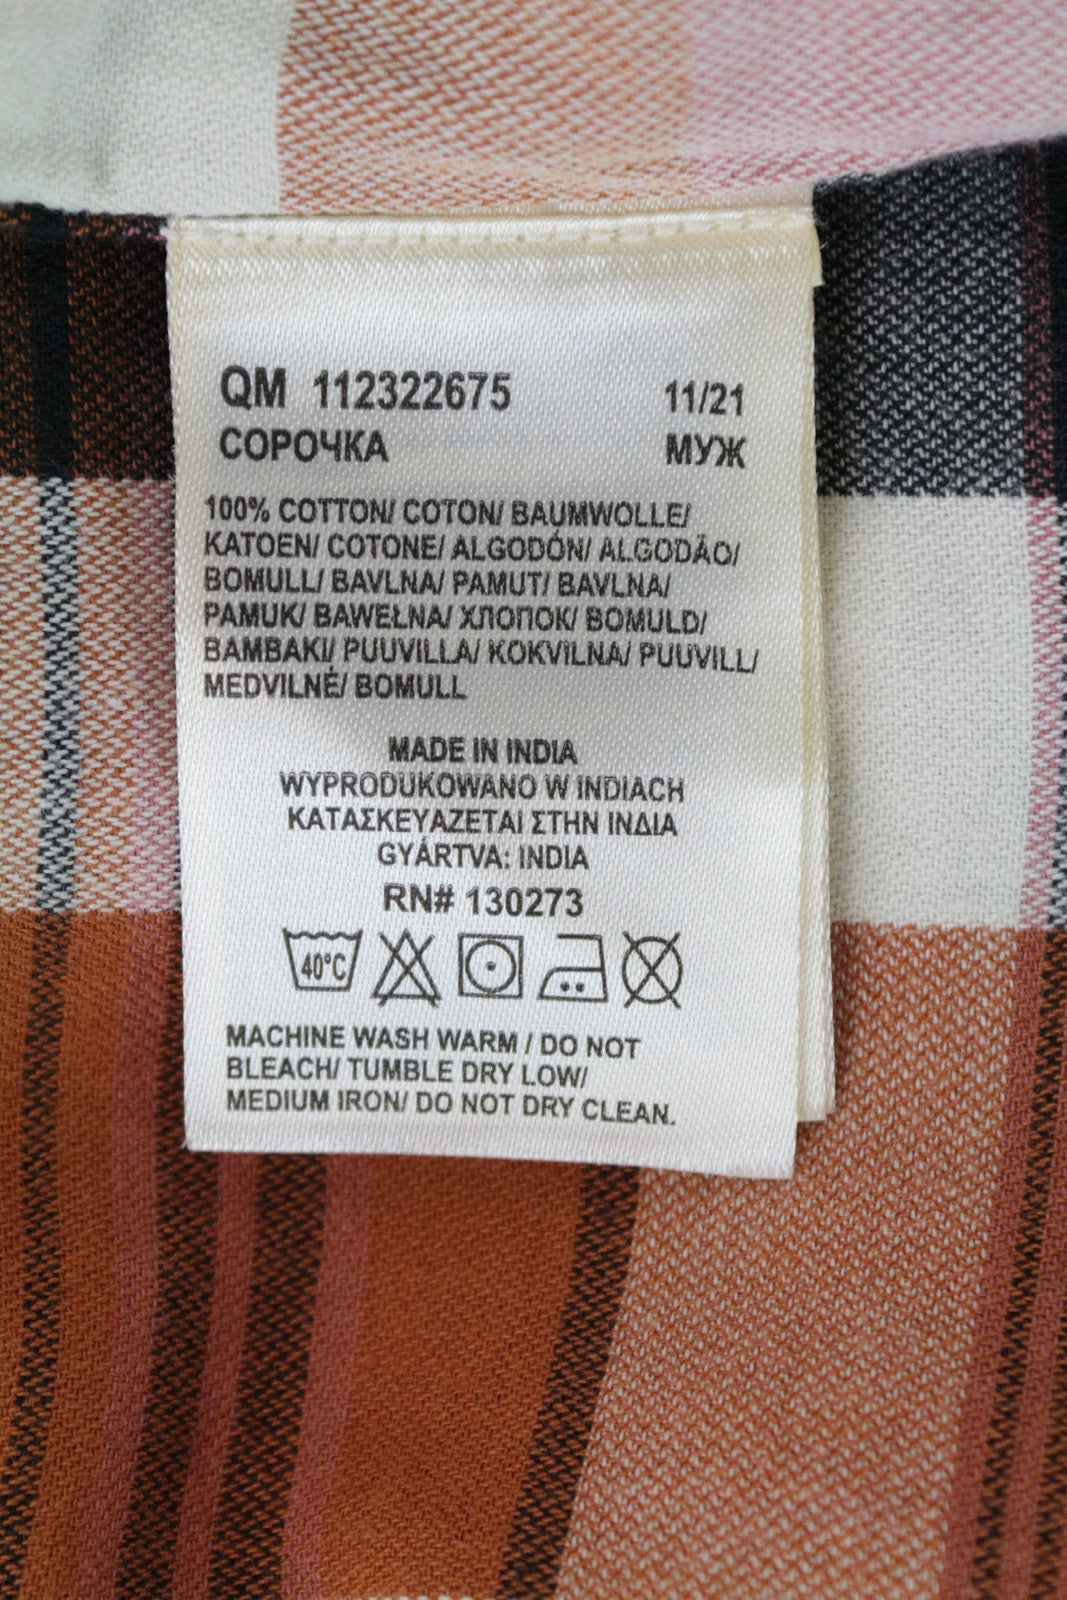 QM 112322675 11/21
СОРОЧКА МУЖ
100% COTTON/ COTON/ BAUMWOLLE/
KATOEN/ COTONE/ ALGODÓN/ ALGODÃO/
BOMULL/ BAVLNA/ PAMUT/ BAVLNA/
PAMUK/ BAWEŁNA/ ХЛОПОК/ BOMULD/
BAMBAKI/ PUUVILLA/ KOKVILNA/ PUUVILL/
MEDVILNÉ/ BOMULL
MADE IN INDIA
WYPRODUKOWANO W INDIACH
ΚΑΤΑΣΚΕΥΑΖΕΤΑΙ ΣΤΗΝ ΙΝΔΙΑ
GYÁRTVA: INDIA
RN# 130273
40°C
MACHINE WASH WARM / DO NOT
BLEACH/ TUMBLE DRY LOW/
MEDIUM IRON/ DO NOT DRY CLEAN.